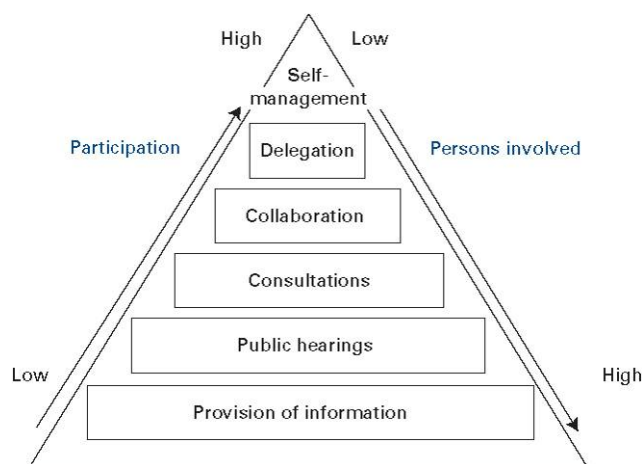 High
Low
Self-
management
Participation
Delegation
Persons involved
Collaboration
Consultations
Public hearings
Low
High
Provision of information